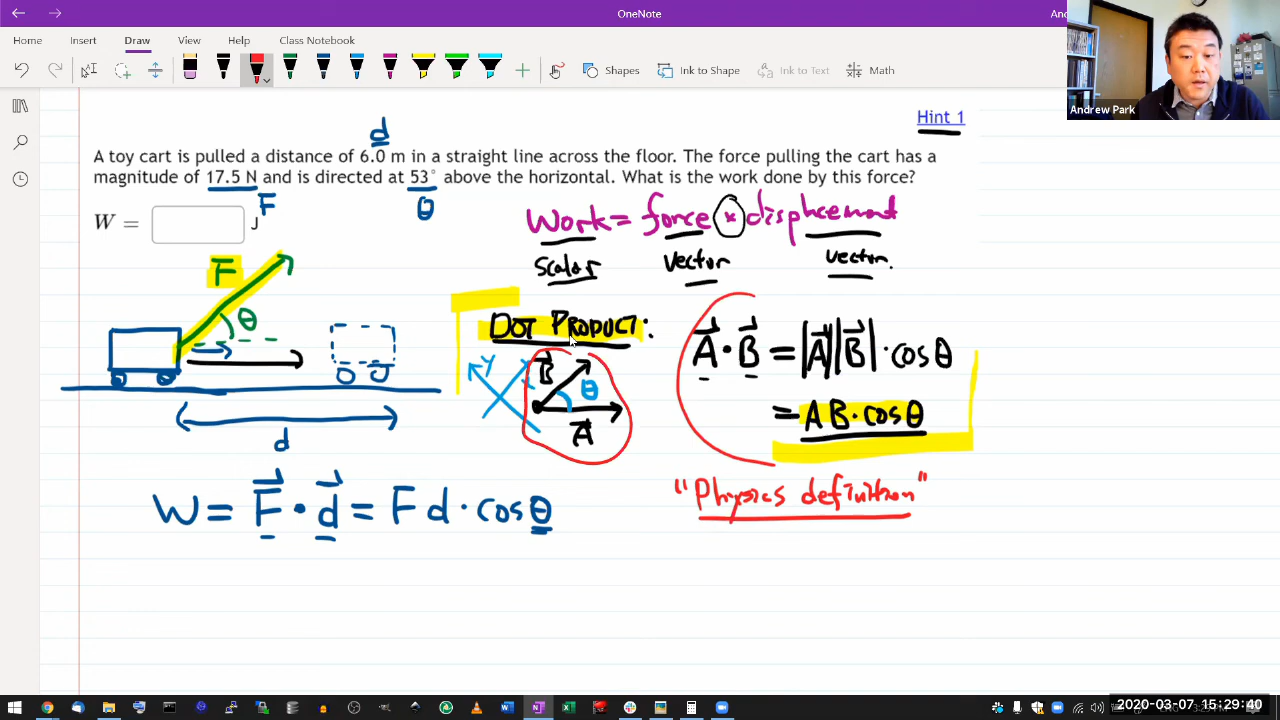 OneNote
Home Insert Draw View Help Class Notebook
Shapes Ink to Shape Ink to Text Math
Andrew Park
Hint 1
d
A toy cart is pulled a distance of 6.0 m in a straight line across the floor. The force pulling the cart has a
magnitude of 17.5 N and is directed at 53° above the horizontal. What is the work done by this force?
F θ
W = J
Work = force × displacement
scalar vector vector.
F
θ
d
DOT PRODUCT:
A⃗ · B⃗ = |A⃗||B⃗| · cosθ
= AB · cosθ
y x
B⃗ θ
A⃗
"Physics definition"
W = F⃗ · d⃗ = Fd · cosθ
2020-03-07 15:29:40